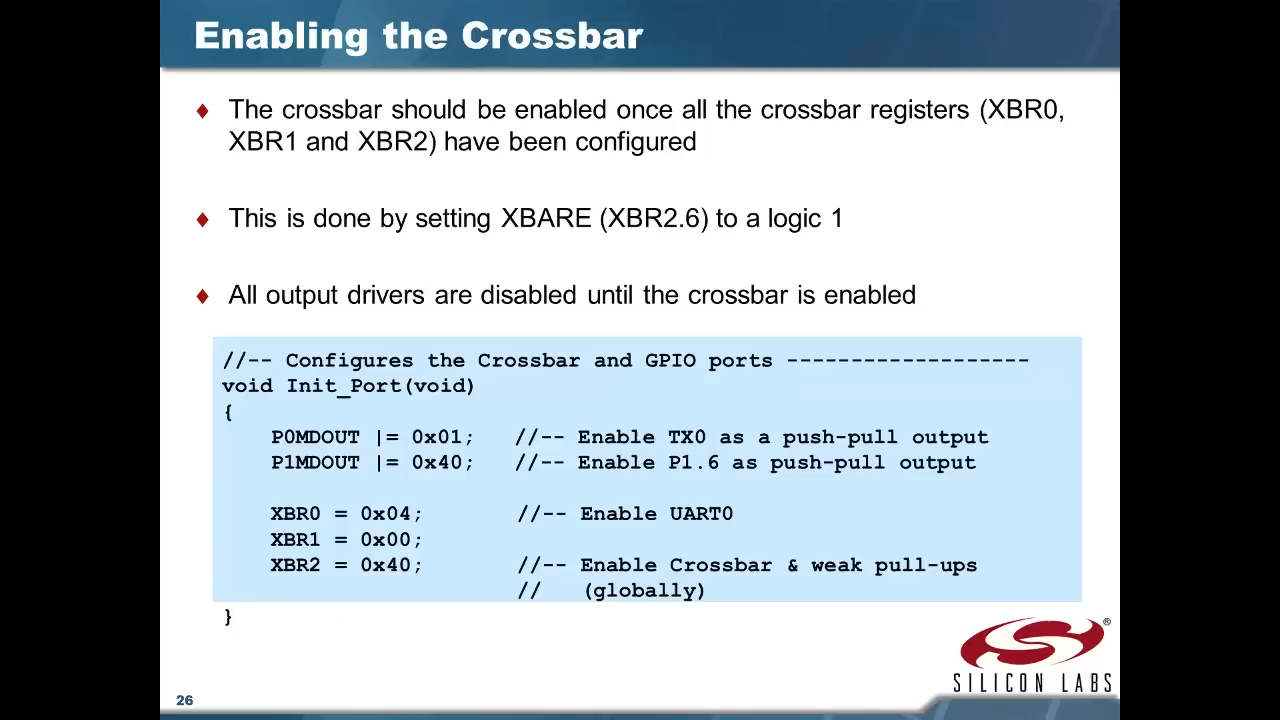 Enabling the Crossbar
♦ The crossbar should be enabled once all the crossbar registers (XBR0,
XBR1 and XBR2) have been configured
♦ This is done by setting XBARE (XBR2.6) to a logic 1
♦ All output drivers are disabled until the crossbar is enabled
//-- Configures the Crossbar and GPIO ports -------------------
void Init_Port(void)
{
P0MDOUT |= 0x01; //-- Enable TX0 as a push-pull output
P1MDOUT |= 0x40; //-- Enable P1.6 as push-pull output
XBR0 = 0x04; //-- Enable UART0
XBR1 = 0x00;
XBR2 = 0x40; //-- Enable Crossbar & weak pull-ups
// (globally)
}
®
SILICON LABS
26